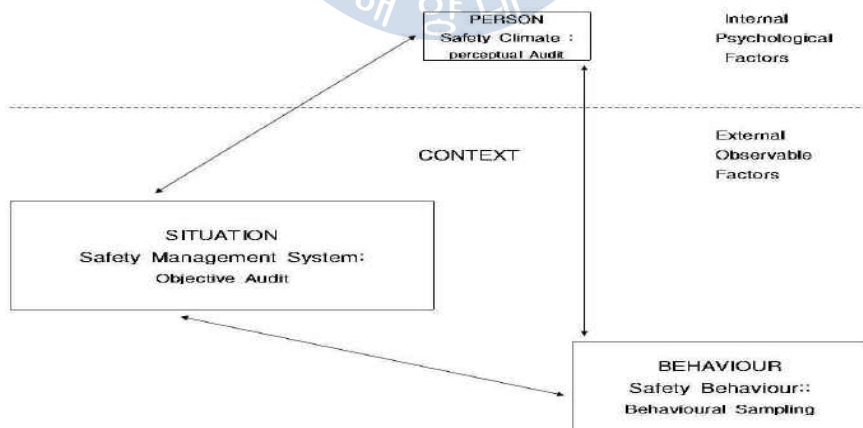 PERSON
Safety Climate :
perceptual Audit
Internal
Psychological
Factors
CONTEXT
External
Observable
Factors
SITUATION
Safety Management System:
Objective Audit
BEHAVIOUR
Safety Behaviour::
Behavioural Sampling